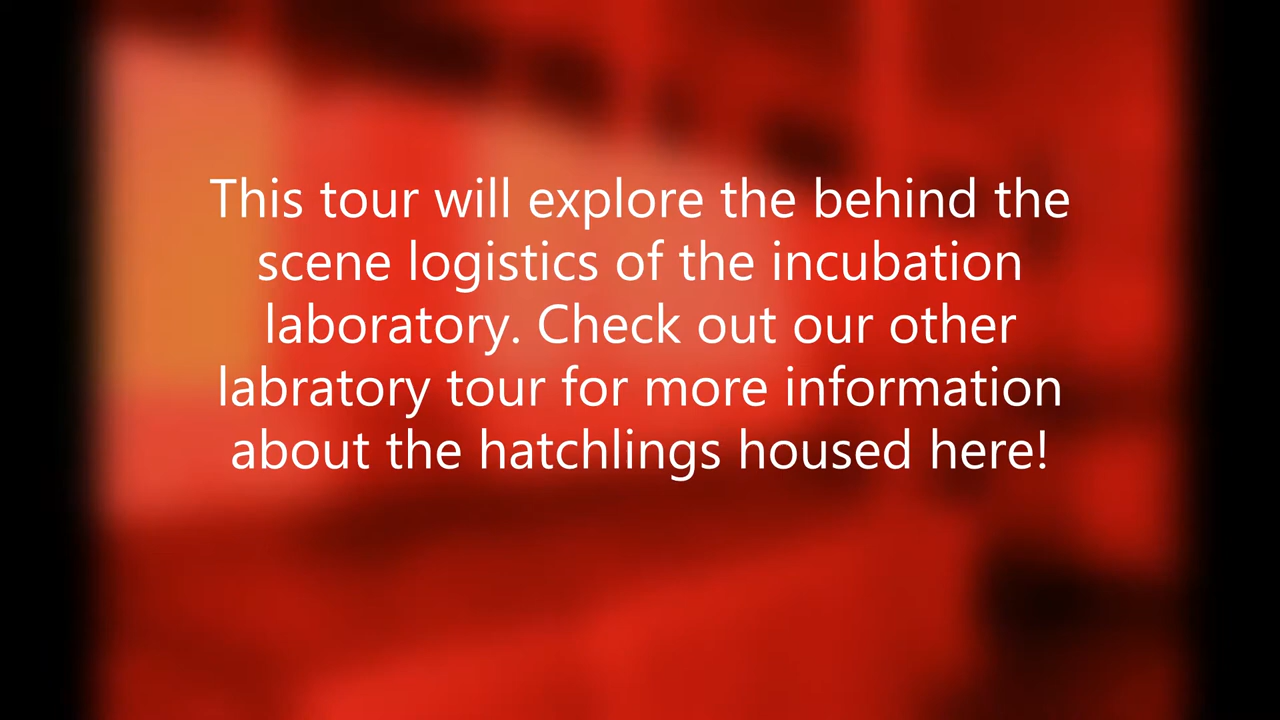 This tour will explore the behind the
scene logistics of the incubation
laboratory. Check out our other
labratory tour for more information
about the hatchlings housed here!